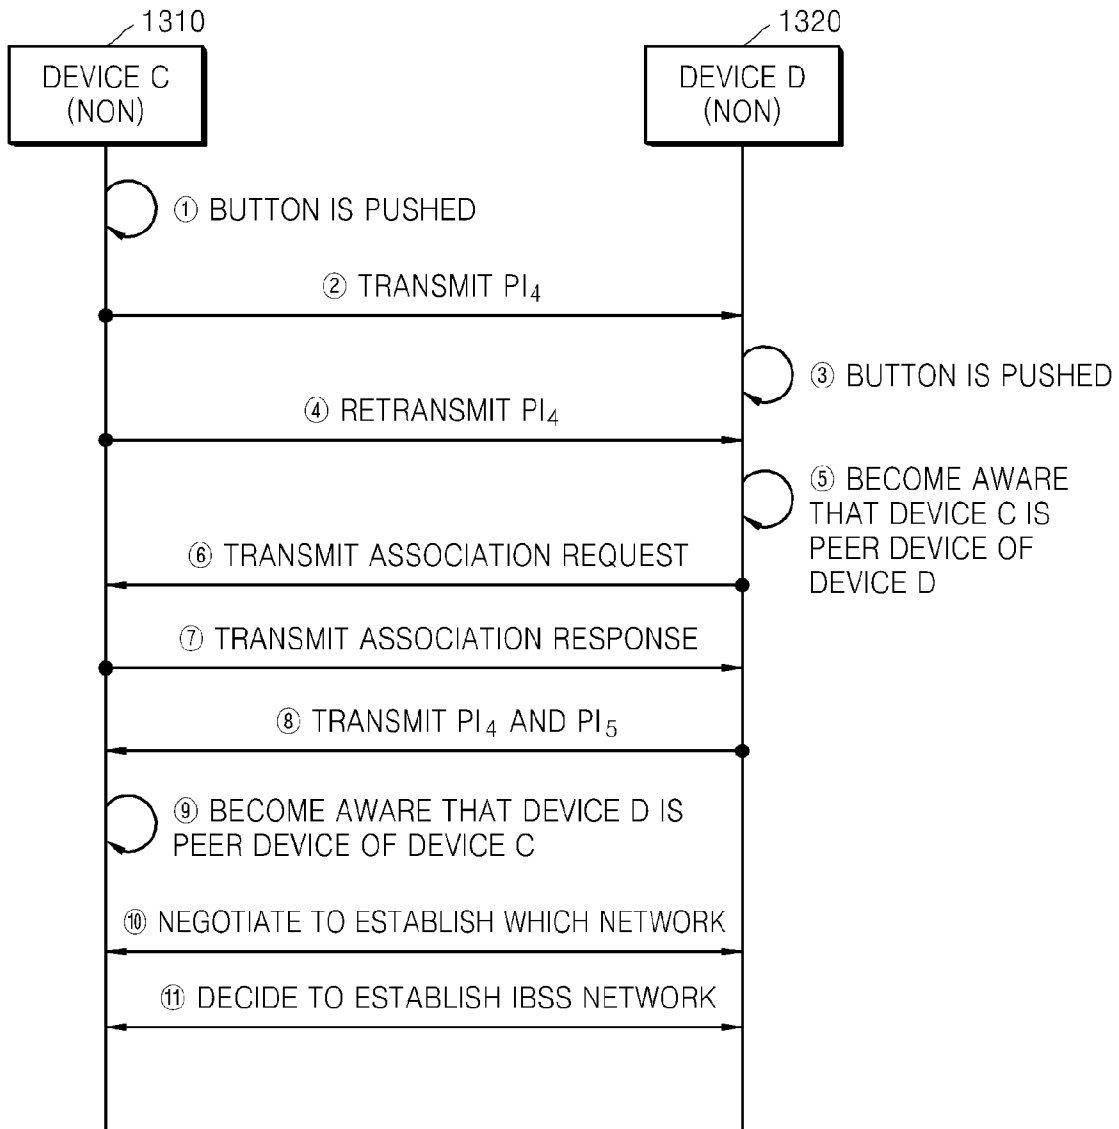 1310
1320
DEVICE C
(NON)
DEVICE D
(NON)
① BUTTON IS PUSHED
② TRANSMIT PI₄
③ BUTTON IS PUSHED
④ RETRANSMIT PI₄
⑤ BECOME AWARE
THAT DEVICE C IS
PEER DEVICE OF
DEVICE D
⑥ TRANSMIT ASSOCIATION REQUEST
⑦ TRANSMIT ASSOCIATION RESPONSE
⑧ TRANSMIT PI₄ AND PI₅
⑨ BECOME AWARE THAT DEVICE D IS
PEER DEVICE OF DEVICE C
⑩ NEGOTIATE TO ESTABLISH WHICH NETWORK
⑪ DECIDE TO ESTABLISH IBSS NETWORK